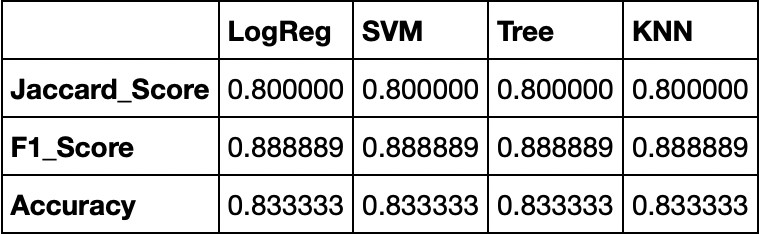 LogReg SVM Tree KNN
Jaccard_Score 0.800000 0.800000 0.800000 0.800000
F1_Score 0.888889 0.888889 0.888889 0.888889
Accuracy 0.833333 0.833333 0.833333 0.833333